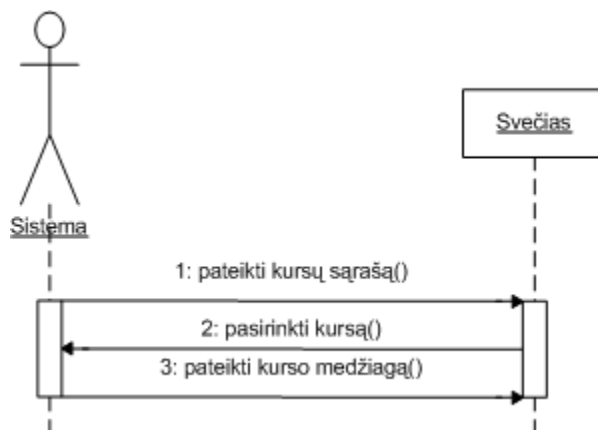 Svečias
Sistema
1: pateikti kursų sąrašą()
2: pasirinkti kursą()
3: pateikti kurso medžiagą()